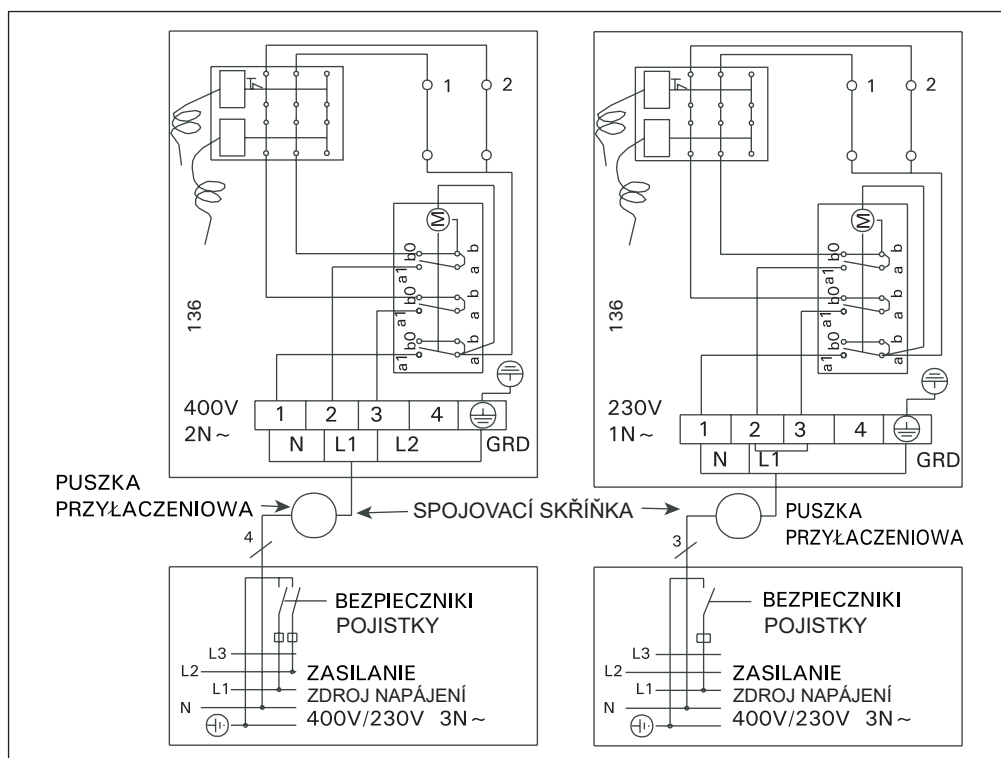 1 2
M
b0 b
a1 a
b0 b
a1 a
b0 b
a1 a
136
400V
2N~
1 2 3 4
N L1 L2 GRD
1 2
M
b0 b
a1 a
b0 b
a1 a
b0 b
a1 a
136
230V
1N~
1 2 3 4
N L1 GRD
PUSZKA
PRZYŁACZENIOWA
SPOJOVACÍ SKŘÍŇKA
PUSZKA
PRZYŁACZENIOWA
4
BEZPIECZNIKI
POJISTKY
L3
L2
L1
N
ZASILANIE
ZDROJ NAPÁJENÍ
400V/230V 3N~
3
BEZPIECZNIKI
POJISTKY
L3
L2
L1
N
ZASILANIE
ZDROJ NAPÁJENÍ
400V/230V 3N~